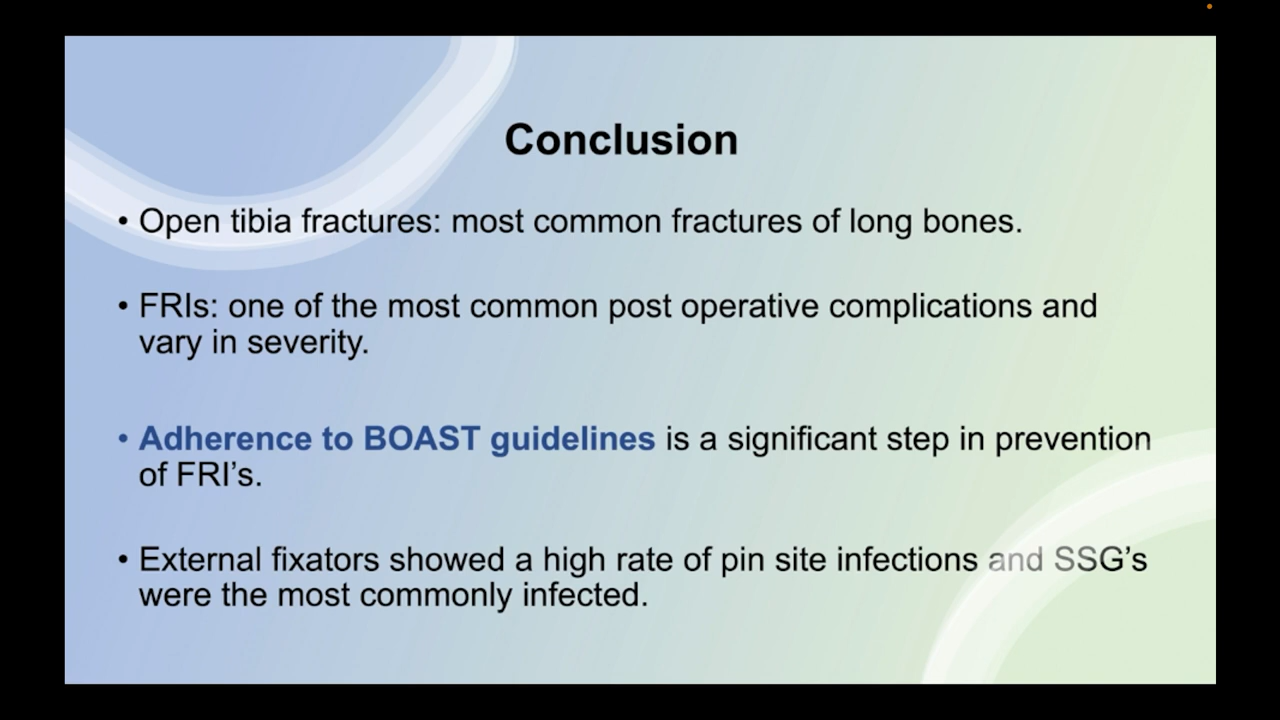 Conclusion
• Open tibia fractures: most common fractures of long bones.
• FRIs: one of the most common post operative complications and
vary in severity.
• Adherence to BOAST guidelines is a significant step in prevention
of FRI’s.
• External fixators showed a high rate of pin site infections and SSG’s
were the most commonly infected.